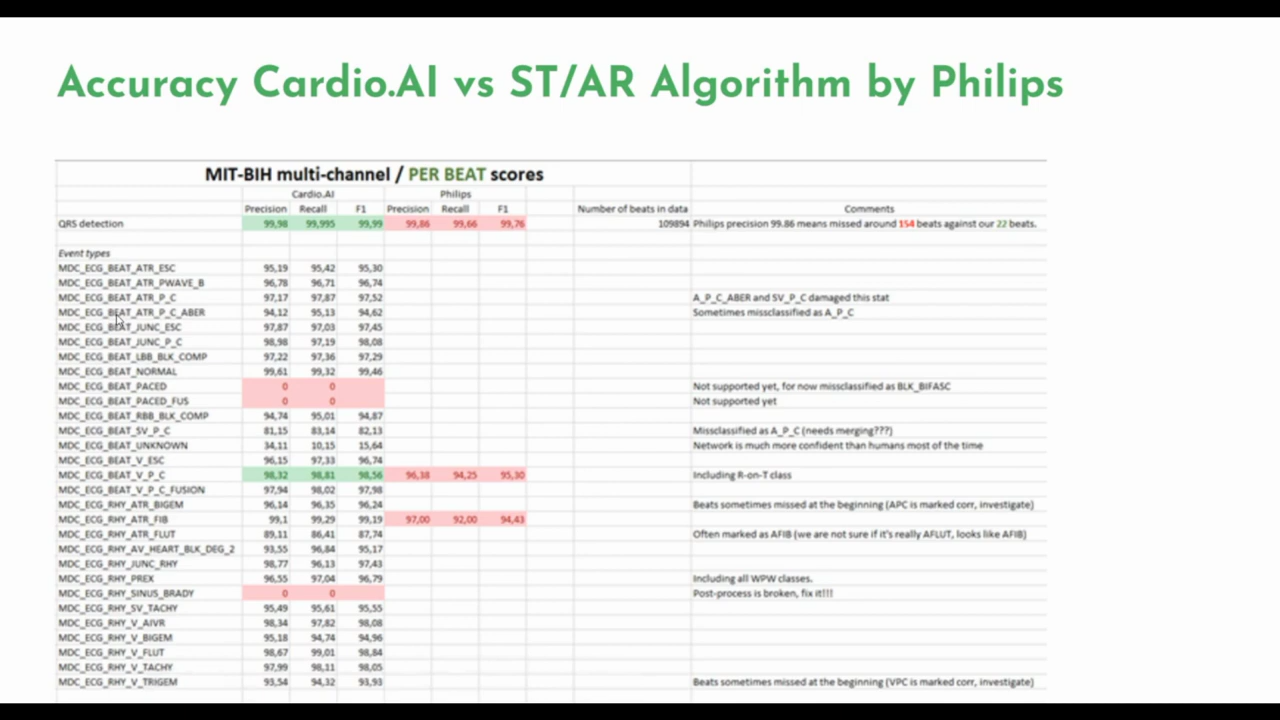 Accuracy Cardio.AI vs ST/AR Algorithm by Philips
MIT-BIH multi-channel / PER BEAT scores
Cardio.AI Philips
Precision Recall F1 Precision Recall F1 Number of beats in data Comments
QRS detection 99,98 99,995 99,99 99,86 99,66 99,76 109894 Philips precision 99.86 means missed around 154 beats against our 22 beats.
Event types
MDC_ECG_BEAT_ATR_ESC 95,19 95,42 95,30
MDC_ECG_BEAT_ATR_PWAVE_B 96,78 96,71 96,74
MDC_ECG_BEAT_ATR_P_C 97,17 97,87 97,52 A_P_C_ABER and SV_P_C damaged this stat
MDC_ECG_BEAT_ATR_P_C_ABER 94,12 95,13 94,62 Sometimes missclassified as A_P_C
MDC_ECG_BEAT_JUNC_ESC 97,87 97,03 97,45
MDC_ECG_BEAT_JUNC_P_C 98,98 97,19 98,08
MDC_ECG_BEAT_LBB_BLK_COMP 97,22 97,36 97,29
MDC_ECG_BEAT_NORMAL 99,61 99,32 99,46
MDC_ECG_BEAT_PACED 0 0 Not supported yet, for now missclassified as BLK_BIFASC
MDC_ECG_BEAT_PACED_FUS 0 0 Not supported yet
MDC_ECG_BEAT_RBB_BLK_COMP 94,74 95,01 94,87
MDC_ECG_BEAT_SV_P_C 81,15 83,14 82,13 Missclassified as A_P_C (needs merging???)
MDC_ECG_BEAT_UNKNOWN 34,11 10,15 15,64 Network is much more confident than humans most of the time
MDC_ECG_BEAT_V_ESC 96,15 97,33 96,74
MDC_ECG_BEAT_V_P_C 98,32 98,81 98,56 96,38 94,25 95,30 Including R-on-T class
MDC_ECG_BEAT_V_P_C_FUSION 97,94 98,02 97,98
MDC_ECG_RHY_ATR_BIGEM 96,14 96,35 96,24 Beats sometimes missed at the beginning (APC is marked corr, investigate)
MDC_ECG_RHY_ATR_FIB 99,1 99,29 99,19 97,00 92,00 94,43
MDC_ECG_RHY_ATR_FLUT 89,11 86,41 87,74 Often marked as AFIB (we are not sure if it's really AFLUT, looks like AFIB)
MDC_ECG_RHY_AV_HEART_BLK_DEG_2 93,55 96,84 95,17
MDC_ECG_RHY_JUNC_RHY 98,77 96,13 97,43
MDC_ECG_RHY_PREX 96,55 97,04 96,79 Including all WPW classes.
MDC_ECG_RHY_SINUS_BRADY 0 0 Post-process is broken, fix it!!!
MDC_ECG_RHY_SV_TACHY 95,49 95,61 95,55
MDC_ECG_RHY_V_AIVR 98,34 97,82 98,08
MDC_ECG_RHY_V_BIGEM 95,18 94,74 94,96
MDC_ECG_RHY_V_FLUT 98,67 99,01 98,84
MDC_ECG_RHY_V_TACHY 97,99 98,11 98,05
MDC_ECG_RHY_V_TRIGEM 93,54 94,32 93,93 Beats sometimes missed at the beginning (VPC is marked corr, investigate)